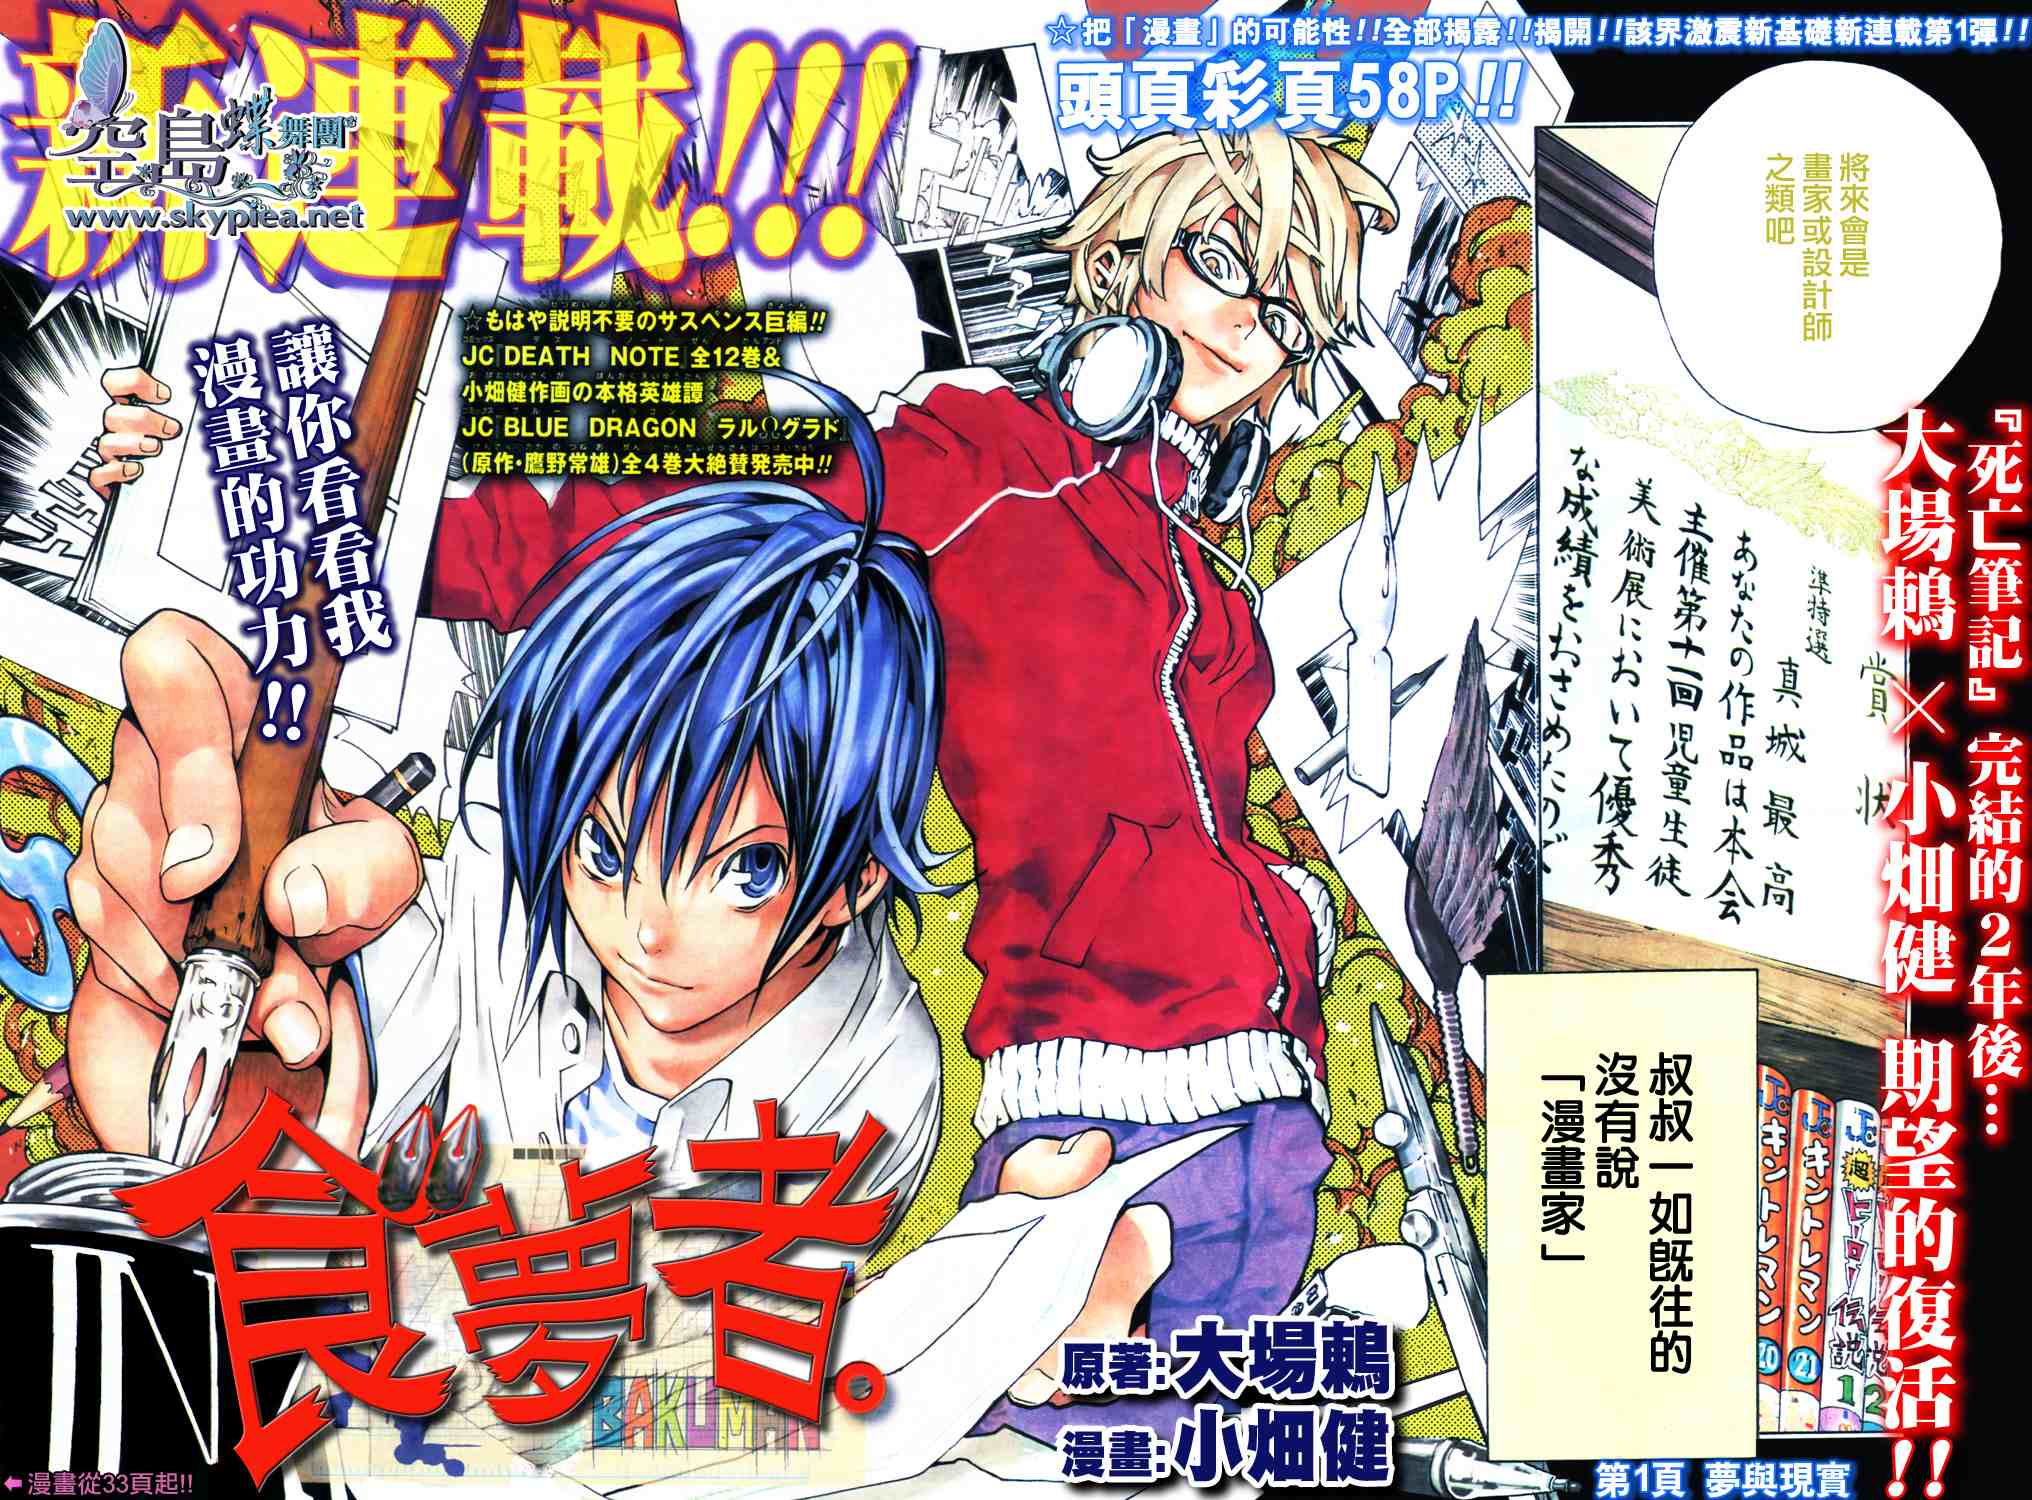 ☆把「漫畫」的可能性!!全部揭露!!揭開!!該界激震新基礎新連載第1彈!!
頭頁彩頁58P!!
新連載!!!
空島蝶舞團
www.skypiea.net
將來會是
畫家或設計師
之類吧
『死亡筆記』完結的2年後…
大場鶫×小畑健 期望的復活!!
賞状
準特選
真城最高
あなたの作品は本会
主催第十一回児童生徒
美術展において優秀
な成績をおさめたので
☆もはや説明不要のサスペンス巨編!!
JC『DEATH NOTE』全12巻&
小畑健作画の本格英雄譚、
JC『BLUE DRAGON ラルΩグラド』
(原作・鷹野常雄)全4巻大絶賛発売中!!
讓你看看我
漫畫的功力!!
叔叔一如既往的
沒有說
「漫畫家」
JC キントレマン 20
JC キントレマン 21
JC 超ヒーロー伝説 1
2
IN
食夢者。
BAKUMAN
原著:大場鶫
漫畫:小畑健
第1頁 夢與現實
←漫畫從33頁起!!